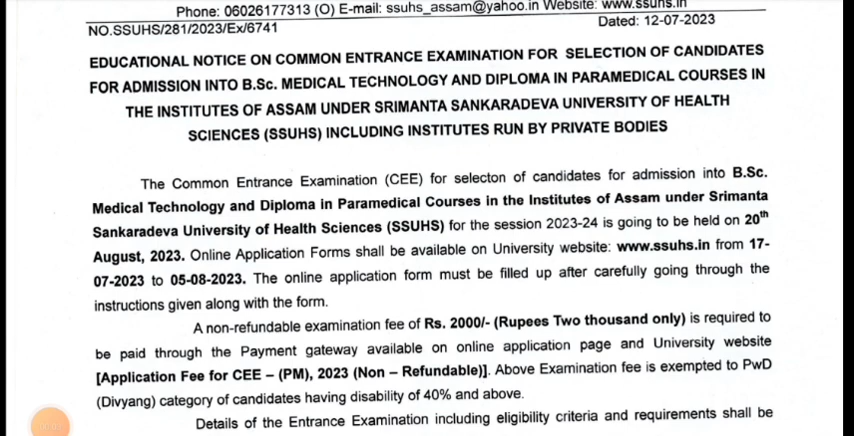 Phone: 06026177313 (O) E-mail: ssuhs_assam@yahoo.in Website: www.ssuhs.in
NO.SSUHS/281/2023/Ex/6741 Dated: 12-07-2023
EDUCATIONAL NOTICE ON COMMON ENTRANCE EXAMINATION FOR SELECTION OF CANDIDATES
FOR ADMISSION INTO B.Sc. MEDICAL TECHNOLOGY AND DIPLOMA IN PARAMEDICAL COURSES IN
THE INSTITUTES OF ASSAM UNDER SRIMANTA SANKARADEVA UNIVERSITY OF HEALTH
SCIENCES (SSUHS) INCLUDING INSTITUTES RUN BY PRIVATE BODIES
The Common Entrance Examination (CEE) for selecton of candidates for admission into B.Sc.
Medical Technology and Diploma in Paramedical Courses in the Institutes of Assam under Srimanta
Sankaradeva University of Health Sciences (SSUHS) for the session 2023-24 is going to be held on 20th
August, 2023. Online Application Forms shall be available on University website: www.ssuhs.in from 17-
07-2023 to 05-08-2023. The online application form must be filled up after carefully going through the
instructions given along with the form.
A non-refundable examination fee of Rs. 2000/- (Rupees Two thousand only) is required to
be paid through the Payment gateway available on online application page and University website
[Application Fee for CEE – (PM), 2023 (Non – Refundable)]. Above Examination fee is exempted to PwD
(Divyang) category of candidates having disability of 40% and above.
Details of the Entrance Examination including eligibility criteria and requirements shall be